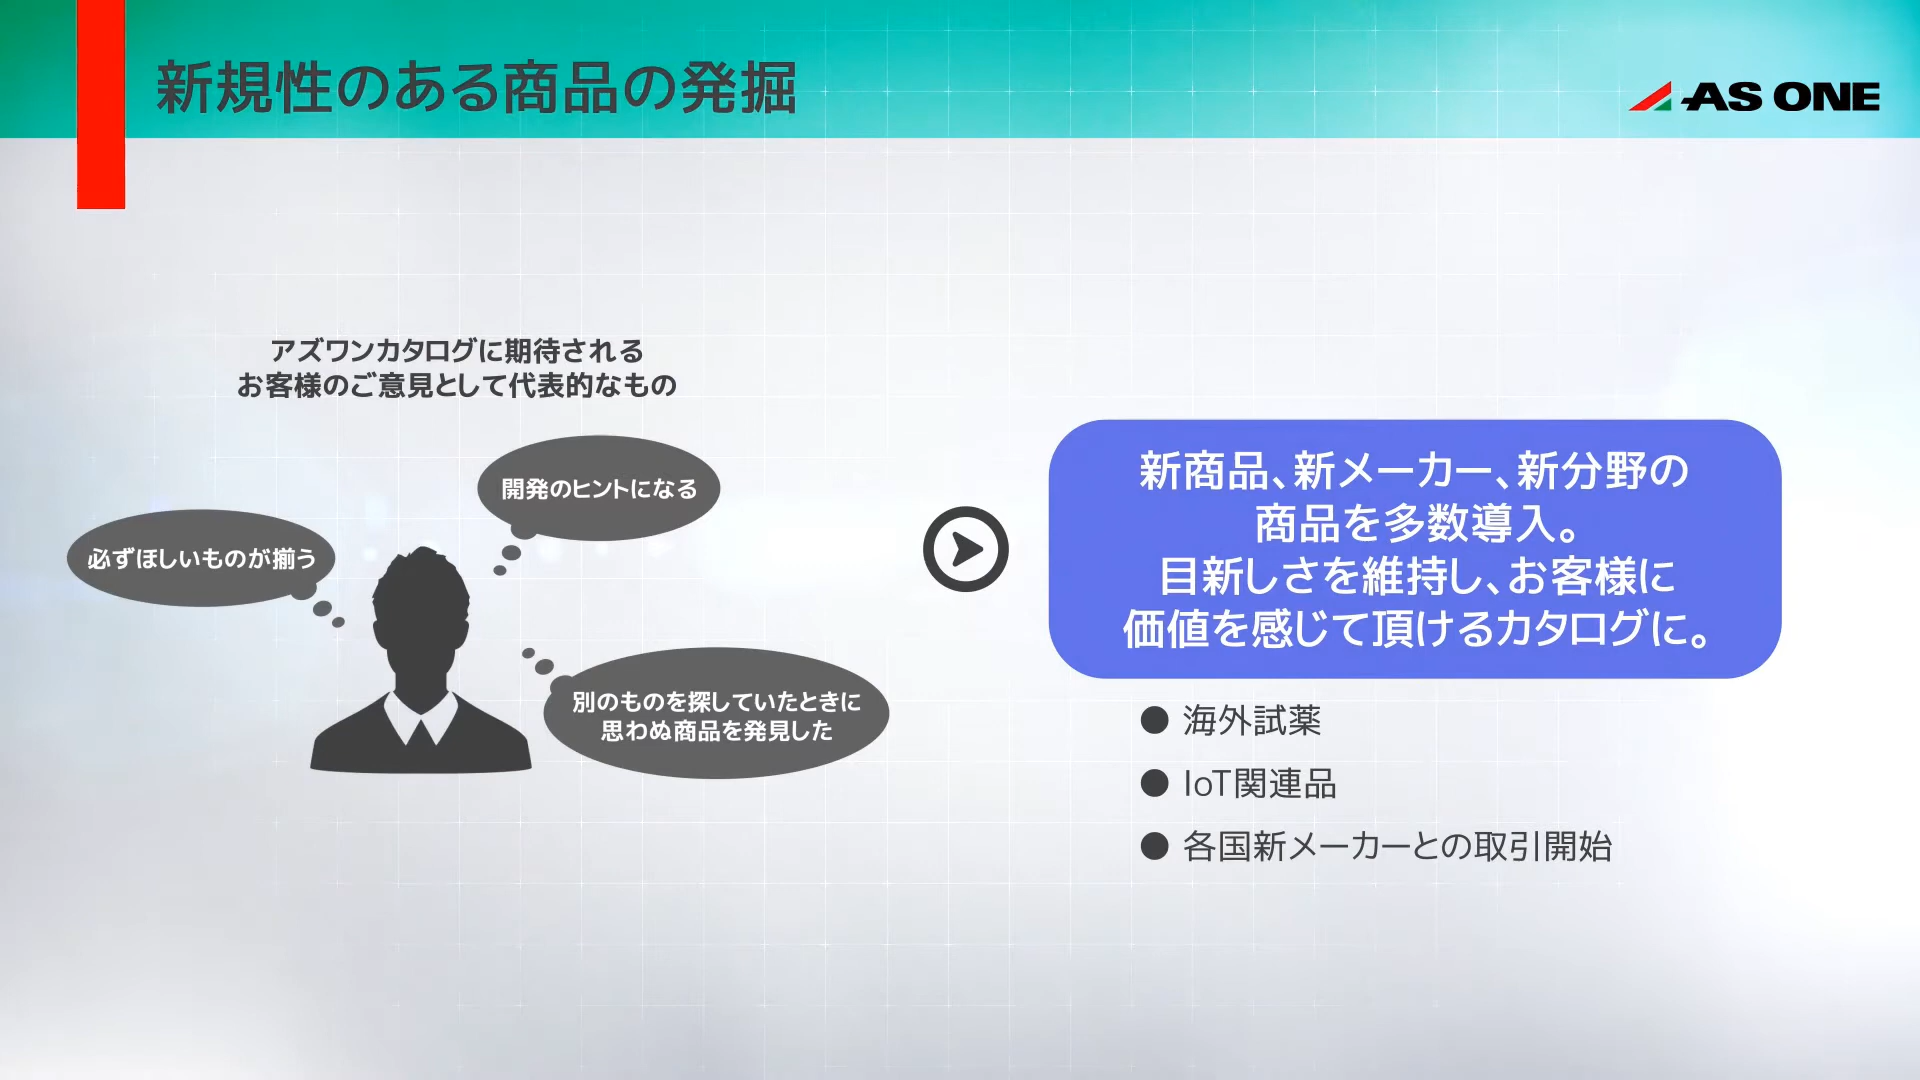 新規性のある商品の発掘
AS ONE
アズワンカタログに期待される
お客様のご意見として代表的なもの
開発のヒントになる
必ずほしいものが揃う
別のものを探していたときに
思わぬ商品を発見した
新商品、新メーカー、新分野の
商品を多数導入。
目新しさを維持し、お客様に
価値を感じて頂けるカタログに。
● 海外試薬
● IoT関連品
● 各国新メーカーとの取引開始